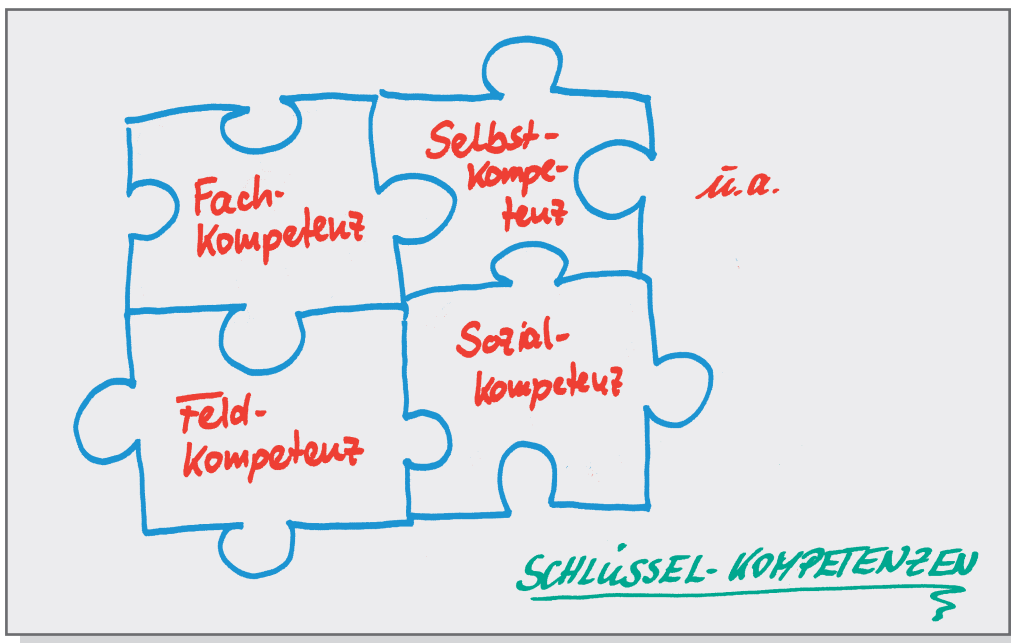 Fach-
kompetenz
Selbst-
kompe-
tenz
u.a.
Feld-
kompetenz
Sozial-
kompetenz
SCHLÜSSEL-KOMPETENZEN